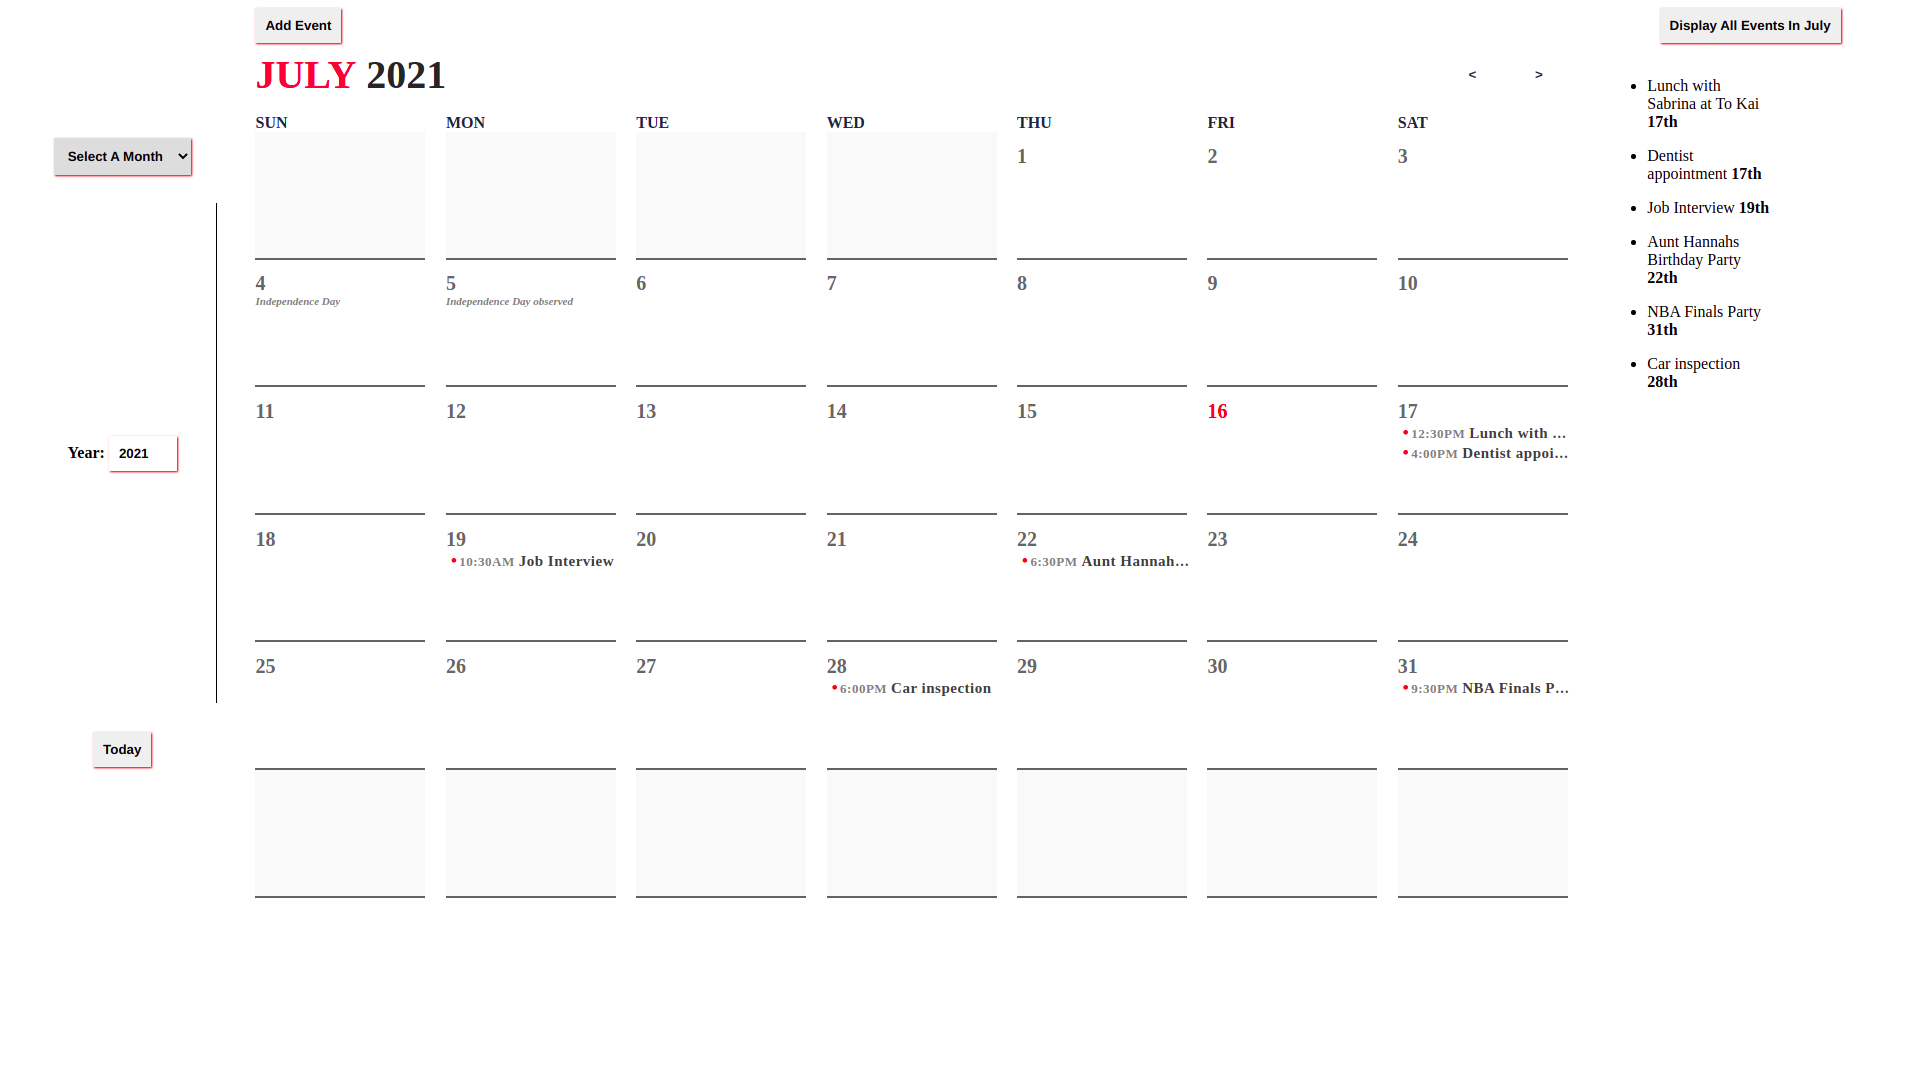 Add Event
Display All Events In July
JULY 2021
<
>
SUN MON TUE WED THU FRI SAT
Select A Month
Year: 2021
Today
1 2 3
4 5 6 7 8 9 10
Independence Day
Independence Day observed
11 12 13 14 15 16 17
• 12:30PM Lunch with ...
• 4:00PM Dentist appoi...
18 19 20 21 22 23 24
• 10:30AM Job Interview
• 6:30PM Aunt Hannah...
25 26 27 28 29 30 31
• 6:00PM Car inspection
• 9:30PM NBA Finals P...
• Lunch with
Sabrina at To Kai
17th
• Dentist
appointment 17th
• Job Interview 19th
• Aunt Hannahs
Birthday Party
22th
• NBA Finals Party
31th
• Car inspection
28th